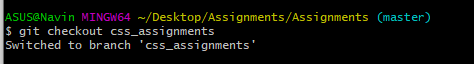 ASUS@Navin MINGW64 ~/Desktop/Assignments/Assignments (master)
$ git checkout css_assignments
Switched to branch 'css_assignments'